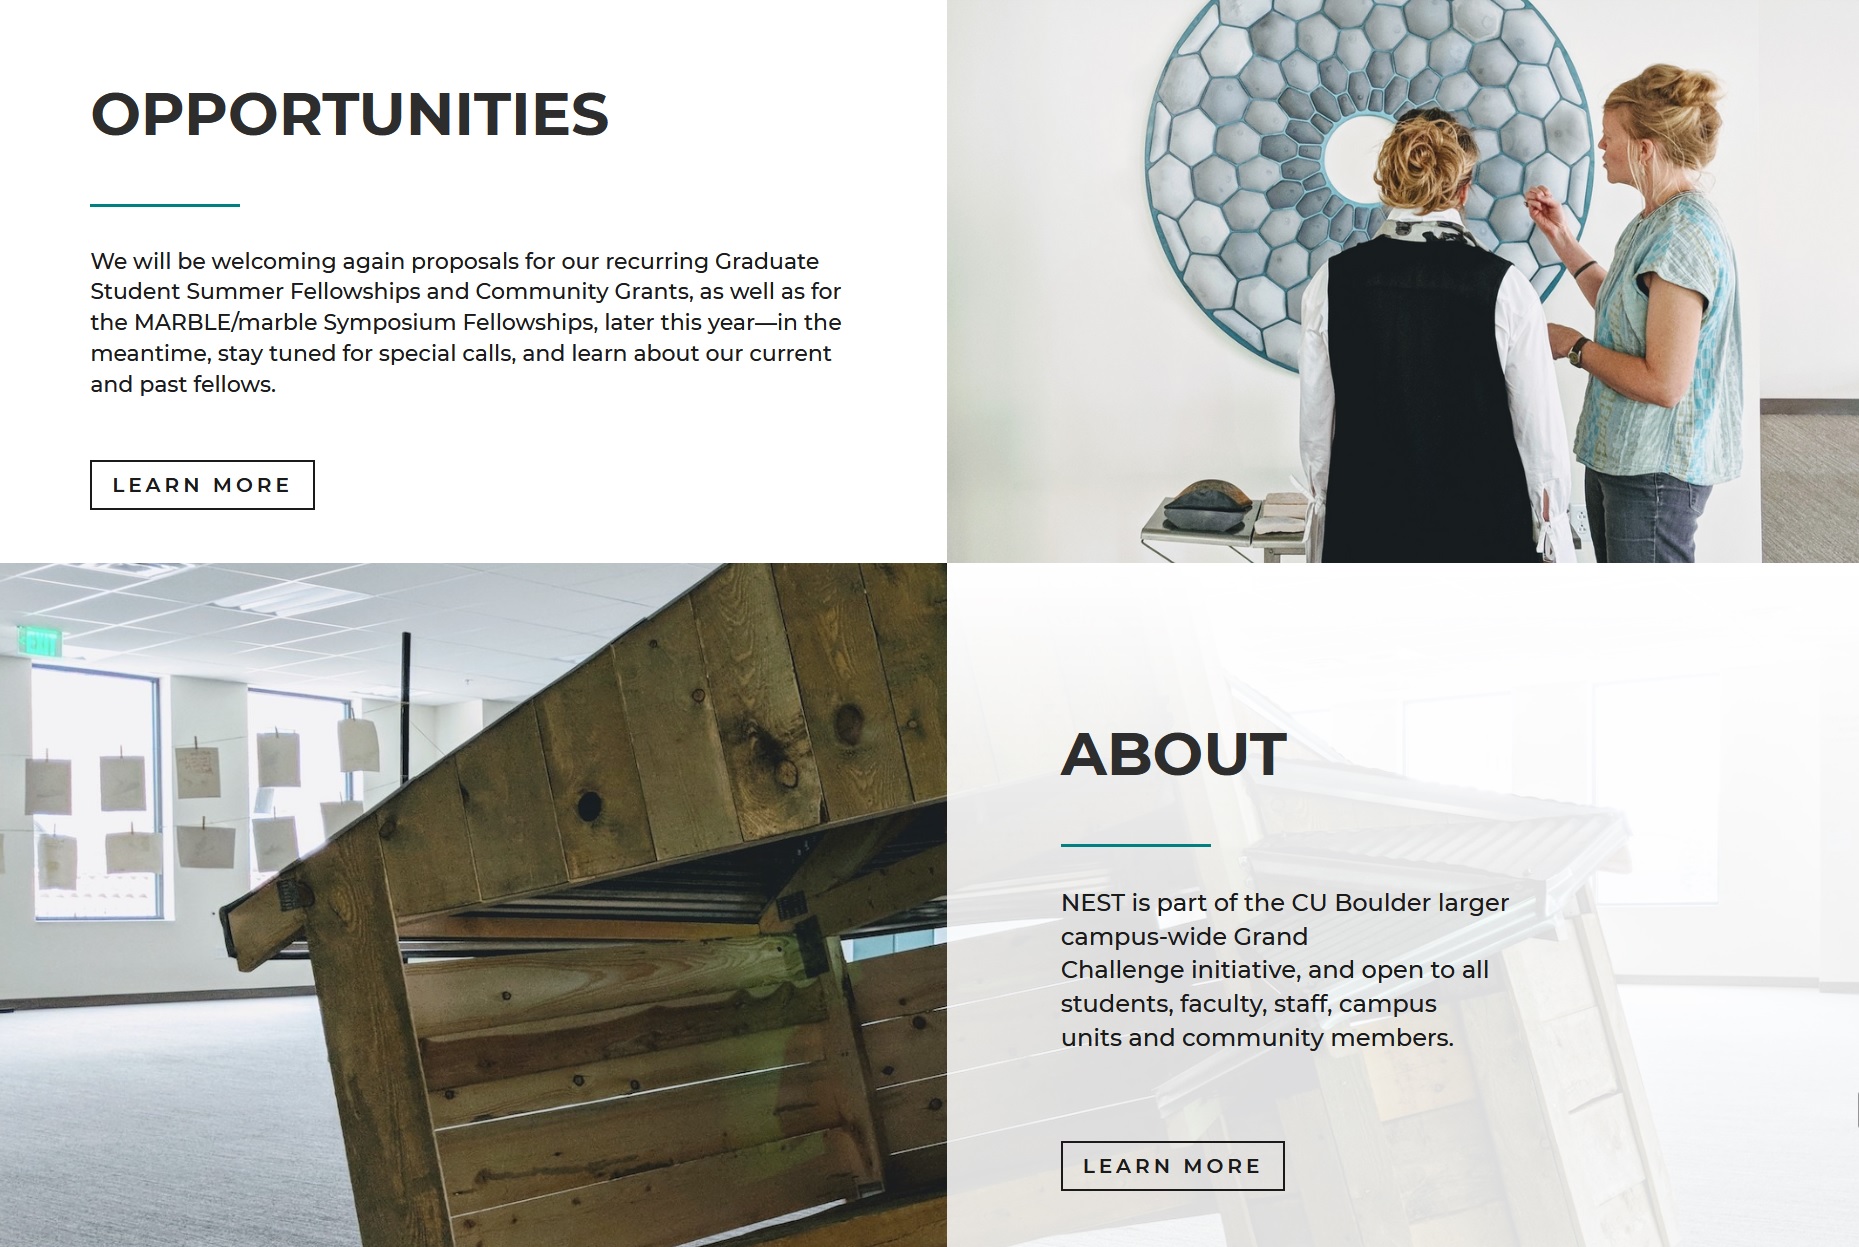 OPPORTUNITIES
We will be welcoming again proposals for our recurring Graduate
Student Summer Fellowships and Community Grants, as well as for
the MARBLE/marble Symposium Fellowships, later this year—in the
meantime, stay tuned for special calls, and learn about our current
and past fellows.
LEARN MORE
ABOUT
NEST is part of the CU Boulder larger
campus-wide Grand
Challenge initiative, and open to all
students, faculty, staff, campus
units and community members.
LEARN MORE